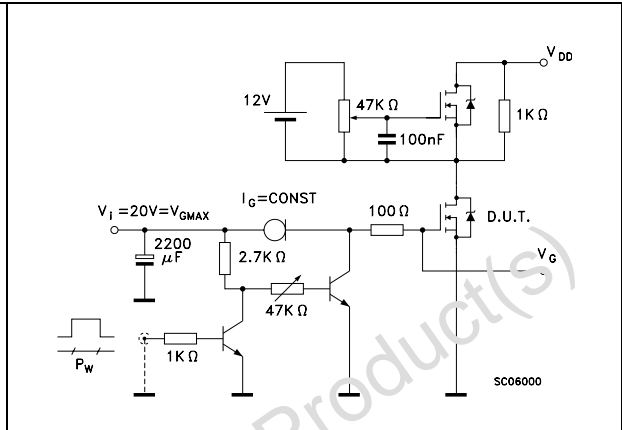 V_DD
12V
47K Ω
1K Ω
100nF
I_G=CONST
V_i =20V=V_GMAX
100 Ω
D.U.T.
2200
μF
2.7K Ω
V_G
47K Ω
1K Ω
P_W
SC06000
Product(s)